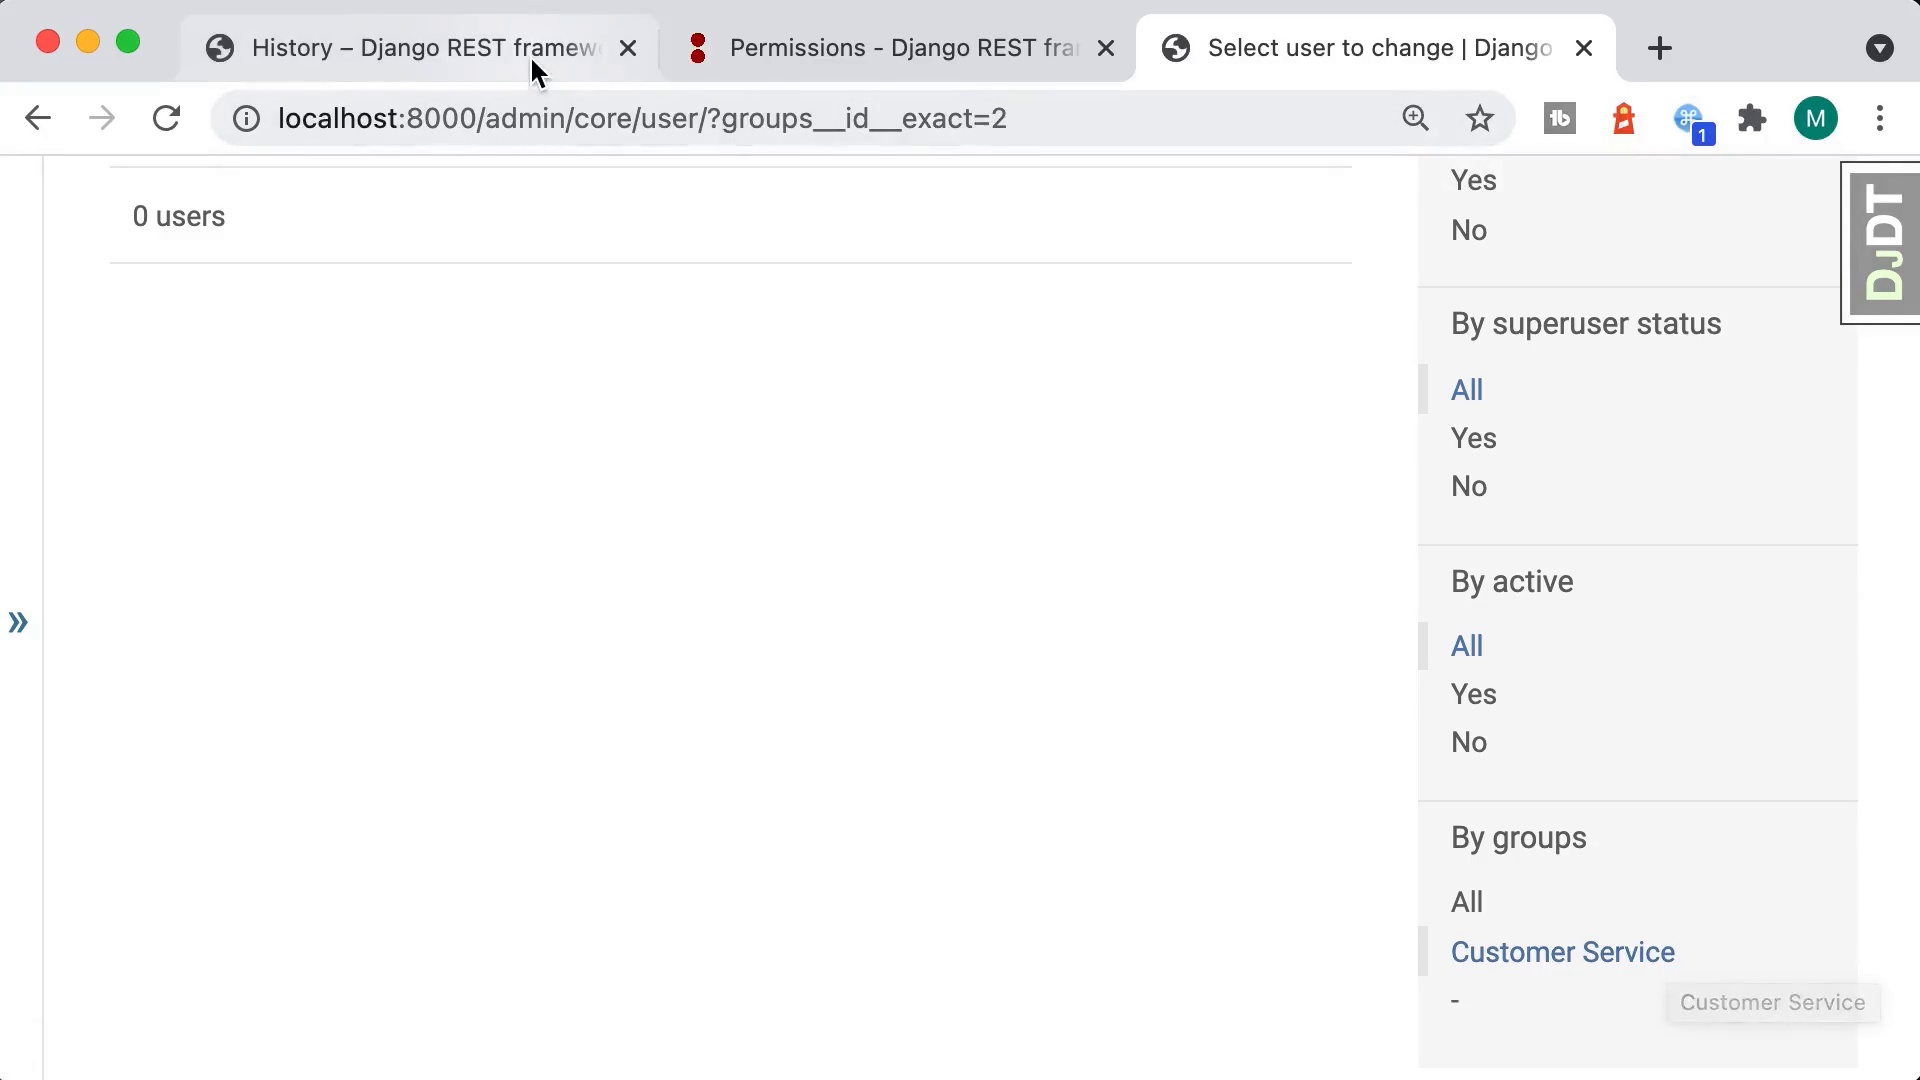 History – Django REST framew
Permissions - Django REST fra
Select user to change | Django
localhost:8000/admin/core/user/?groups__id__exact=2
1
M
0 users
Yes
No
DJDT
By superuser status
All
Yes
No
By active
All
Yes
No
»
By groups
All
Customer Service
-
Customer Service